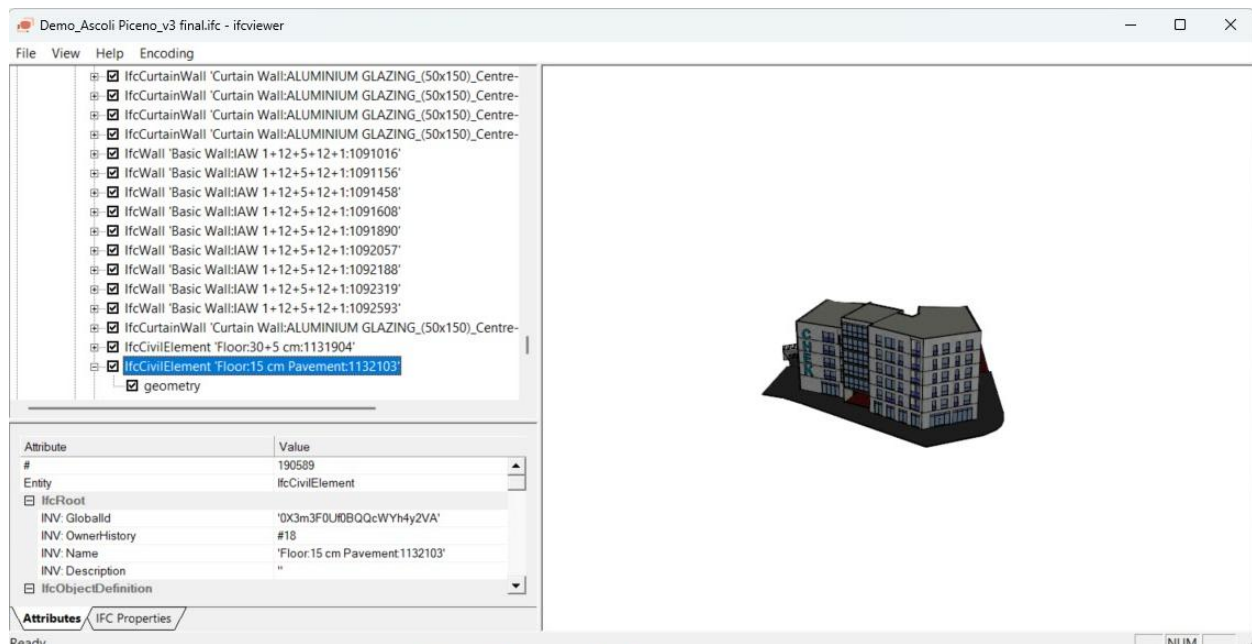 Demo_Ascoli Piceno_v3 final.ifc - ifcviewer
File View Help Encoding
IfcCurtainWall 'Curtain Wall:ALUMINIUM GLAZING_(50x150)_Centre-
IfcCurtainWall 'Curtain Wall:ALUMINIUM GLAZING_(50x150)_Centre-
IfcCurtainWall 'Curtain Wall:ALUMINIUM GLAZING_(50x150)_Centre-
IfcCurtainWall 'Curtain Wall:ALUMINIUM GLAZING_(50x150)_Centre-
IfcWall 'Basic Wall:IAW 1+12+5+12+1:1091016'
IfcWall 'Basic Wall:IAW 1+12+5+12+1:1091156'
IfcWall 'Basic Wall:IAW 1+12+5+12+1:1091458'
IfcWall 'Basic Wall:IAW 1+12+5+12+1:1091608'
IfcWall 'Basic Wall:IAW 1+12+5+12+1:1091890'
IfcWall 'Basic Wall:IAW 1+12+5+12+1:1092057'
IfcWall 'Basic Wall:IAW 1+12+5+12+1:1092188'
IfcWall 'Basic Wall:IAW 1+12+5+12+1:1092319'
IfcWall 'Basic Wall:IAW 1+12+5+12+1:1092593'
IfcCurtainWall 'Curtain Wall:ALUMINIUM GLAZING_(50x150)_Centre-
IfcCivilElement 'Floor:30+5 cm:1131904'
IfcCivilElement 'Floor:15 cm Pavement:1132103'
geometry
Attribute Value
# 190589
Entity IfcCivilElement
IfcRoot
INV: GlobalId '0X3m3F0Uf0BQQcWYh4y2VA'
INV: OwnerHistory #18
INV: Name 'Floor:15 cm Pavement:1132103'
INV: Description ''
IfcObjectDefinition
Attributes IFC Properties
Ready NUM
CHER